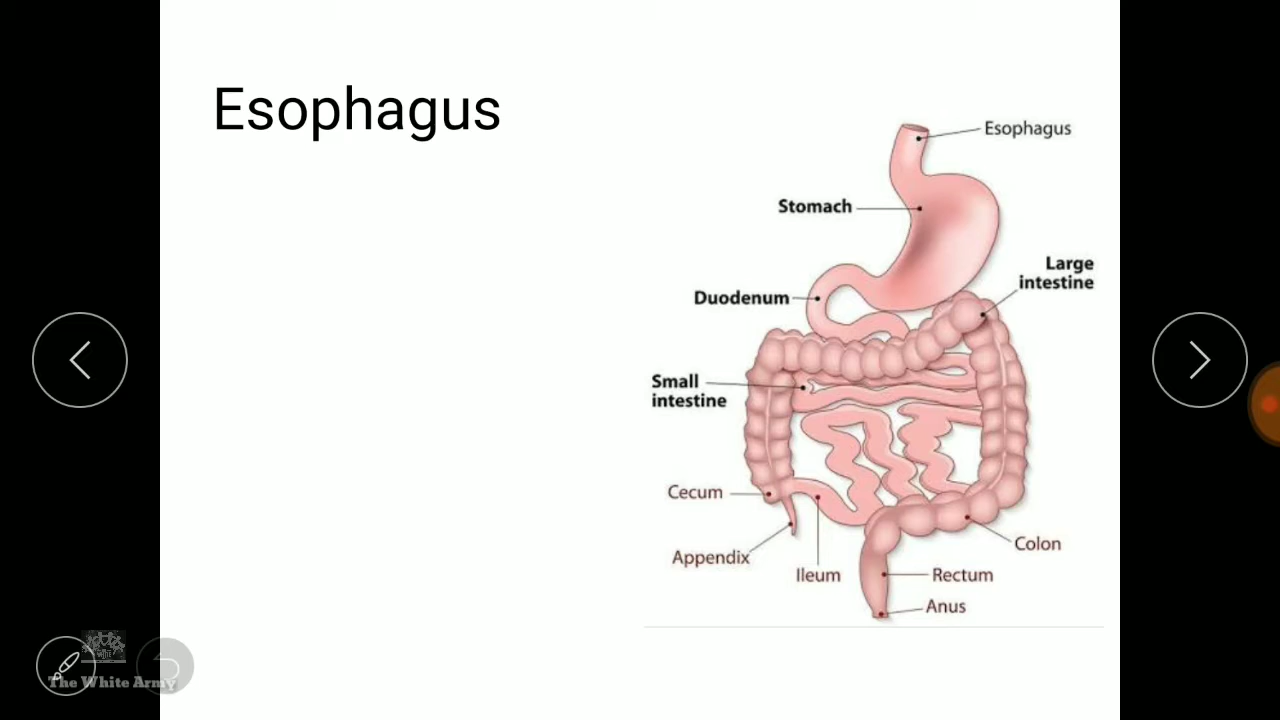 Esophagus
Esophagus
Stomach
Large
intestine
Duodenum
Small
intestine
Cecum
Colon
Appendix
Ileum
Rectum
Anus
The White Army